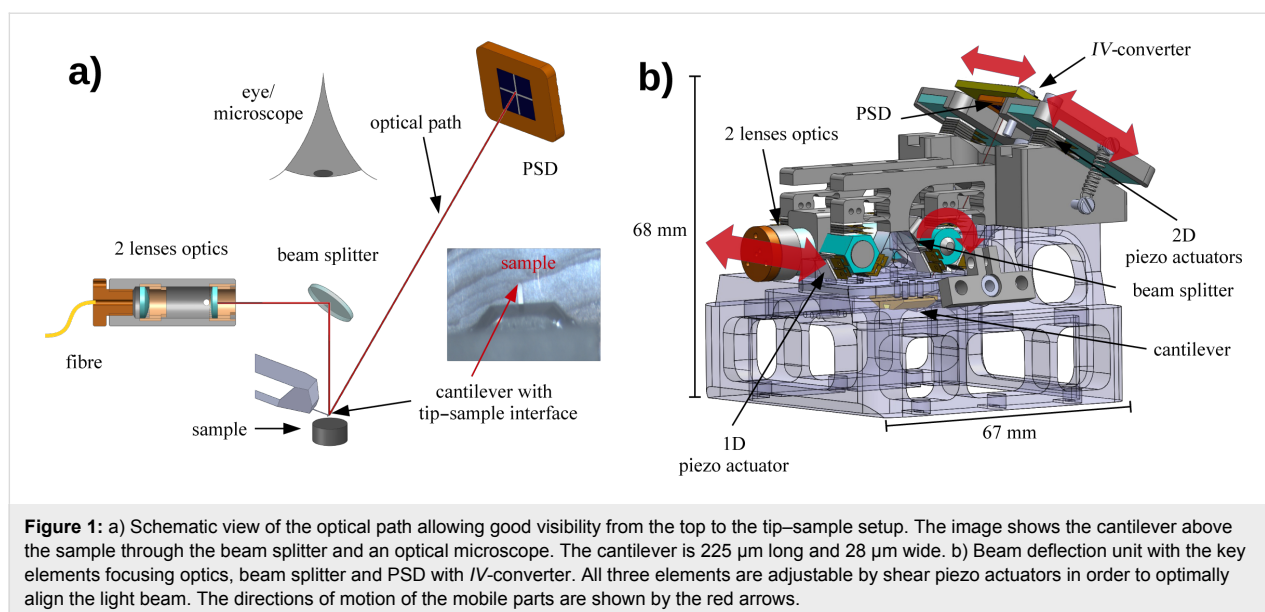 a)
eye/
microscope
optical path
PSD
2 lenses optics
beam splitter
sample
fibre
cantilever with
tip–sample interface
sample
b)
IV-converter
PSD
2 lenses optics
68 mm
2D
piezo actuators
beam splitter
cantilever
1D
piezo actuator
67 mm
Figure 1: a) Schematic view of the optical path allowing good visibility from the top to the tip–sample setup. The image shows the cantilever above
the sample through the beam splitter and an optical microscope. The cantilever is 225 µm long and 28 µm wide. b) Beam deflection unit with the key
elements focusing optics, beam splitter and PSD with IV-converter. All three elements are adjustable by shear piezo actuators in order to optimally
align the light beam. The directions of motion of the mobile parts are shown by the red arrows.